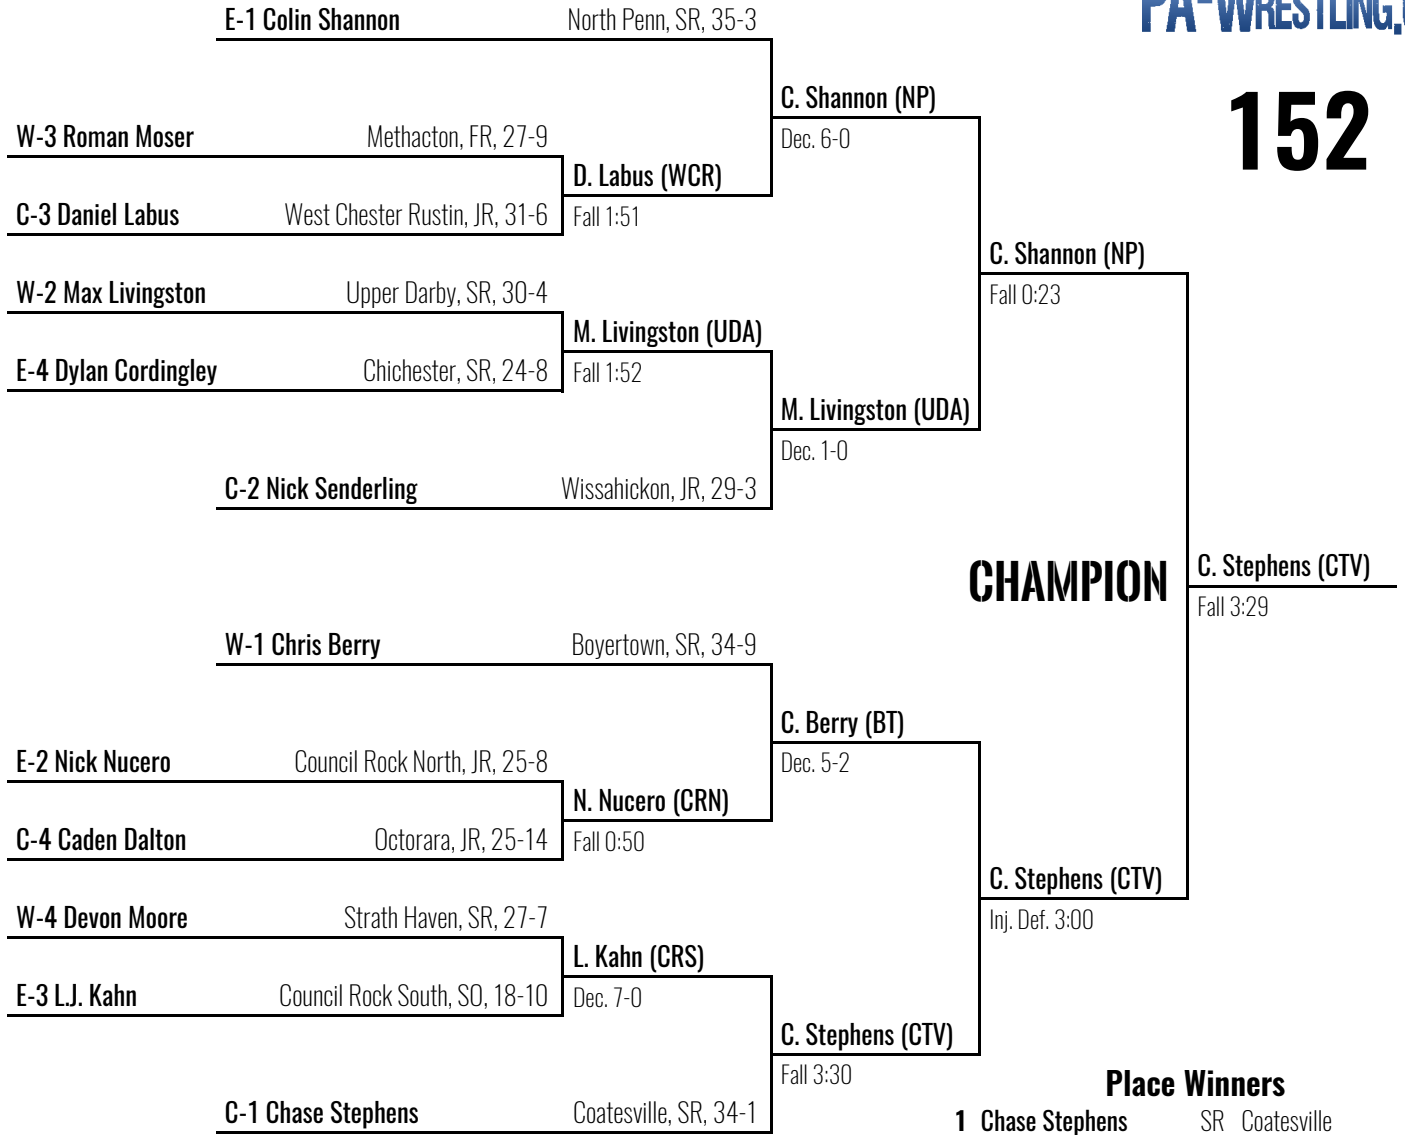 PA-WRESTLING.
E-1 Colin Shannon North Penn, SR, 35-3
C. Shannon (NP)
Dec. 6-0
152
W-3 Roman Moser Methacton, FR, 27-9
D. Labus (WCR)
Fall 1:51
C-3 Daniel Labus West Chester Rustin, JR, 31-6
C. Shannon (NP)
Fall 0:23
W-2 Max Livingston Upper Darby, SR, 30-4
M. Livingston (UDA)
Fall 1:52
E-4 Dylan Cordingley Chichester, SR, 24-8
M. Livingston (UDA)
Dec. 1-0
C-2 Nick Senderling Wissahickon, JR, 29-3
CHAMPION
C. Stephens (CTV)
Fall 3:29
W-1 Chris Berry Boyertown, SR, 34-9
C. Berry (BT)
Dec. 5-2
E-2 Nick Nucero Council Rock North, JR, 25-8
N. Nucero (CRN)
Fall 0:50
C-4 Caden Dalton Octorara, JR, 25-14
C. Stephens (CTV)
Inj. Def. 3:00
W-4 Devon Moore Strath Haven, SR, 27-7
L. Kahn (CRS)
Dec. 7-0
E-3 L.J. Kahn Council Rock South, SO, 18-10
C. Stephens (CTV)
Fall 3:30
C-1 Chase Stephens Coatesville, SR, 34-1
Place Winners
1 Chase Stephens SR Coatesville